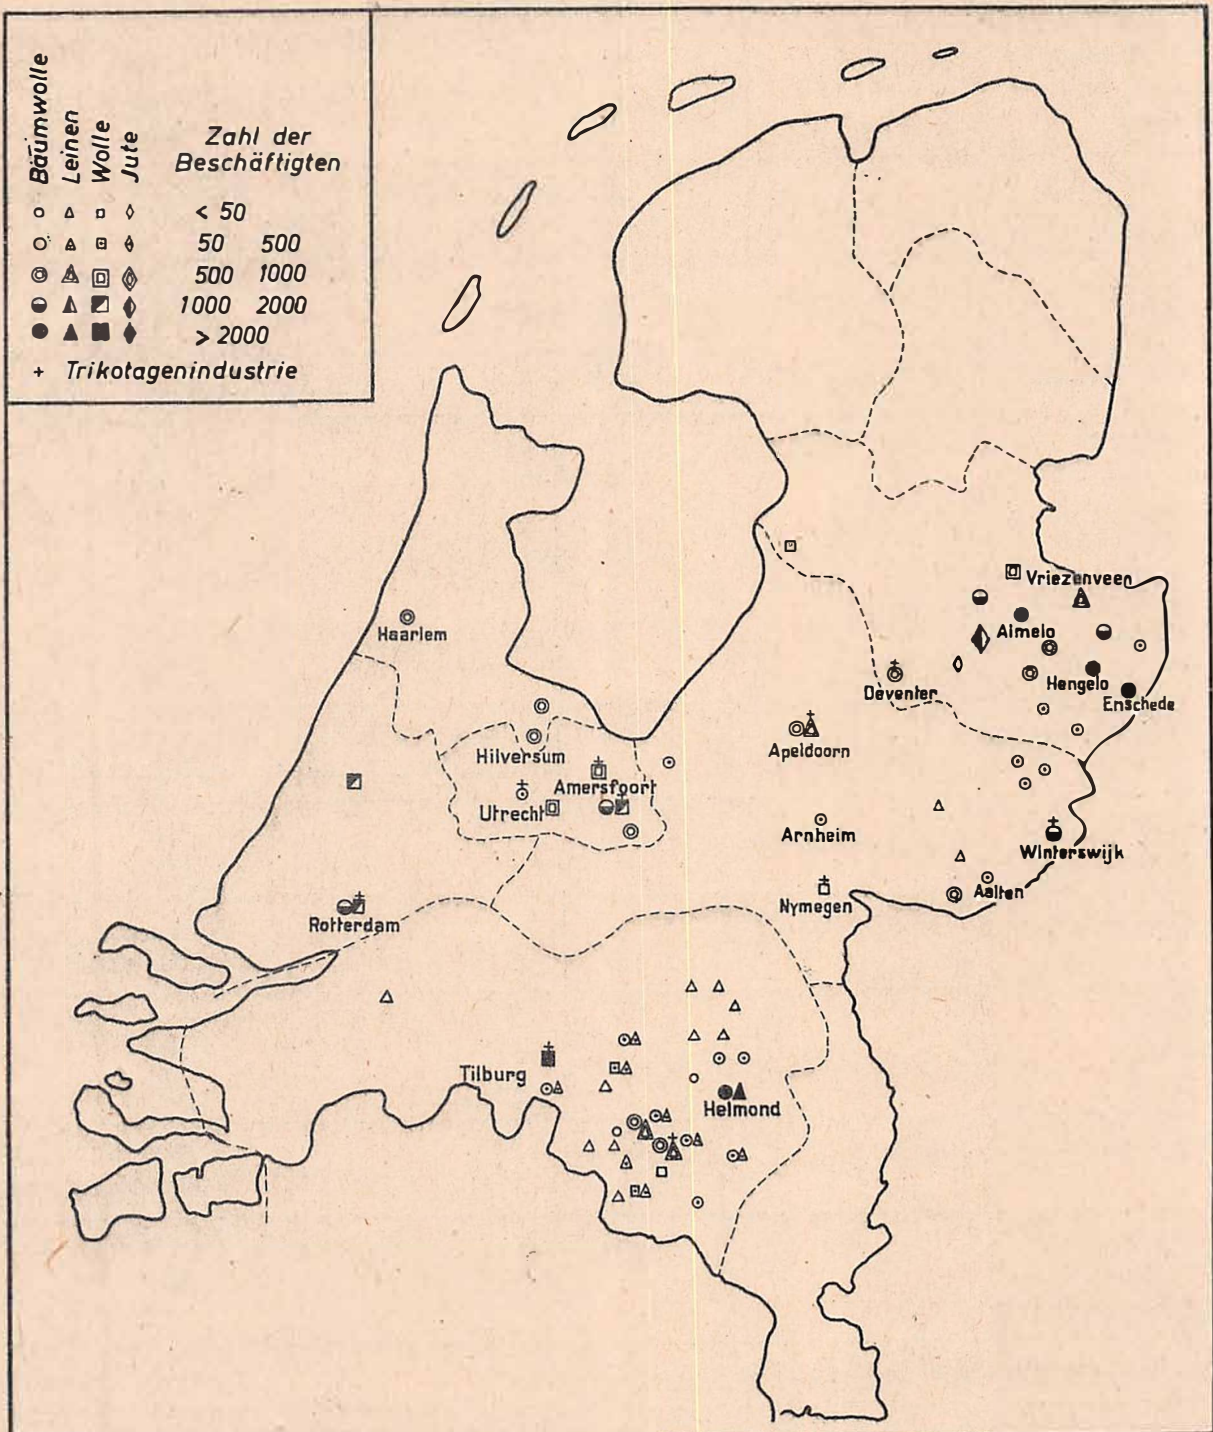 Bäumwolle
Leinen
Wolle
Jute
Zahl der
Beschäftigten
< 50
50 500
500 1000
1000 2000
> 2000
+ Trikotagenindustrie
Vriezenveen
Almelo
Haarlem
Hengelo
Deventer
Enschede
Apeldoorn
Hilversum
Amersfoort
Utrecht
Arnheim
Winterswijk
Aalten
Nymegen
Rotterdam
Tilburg
Helmond